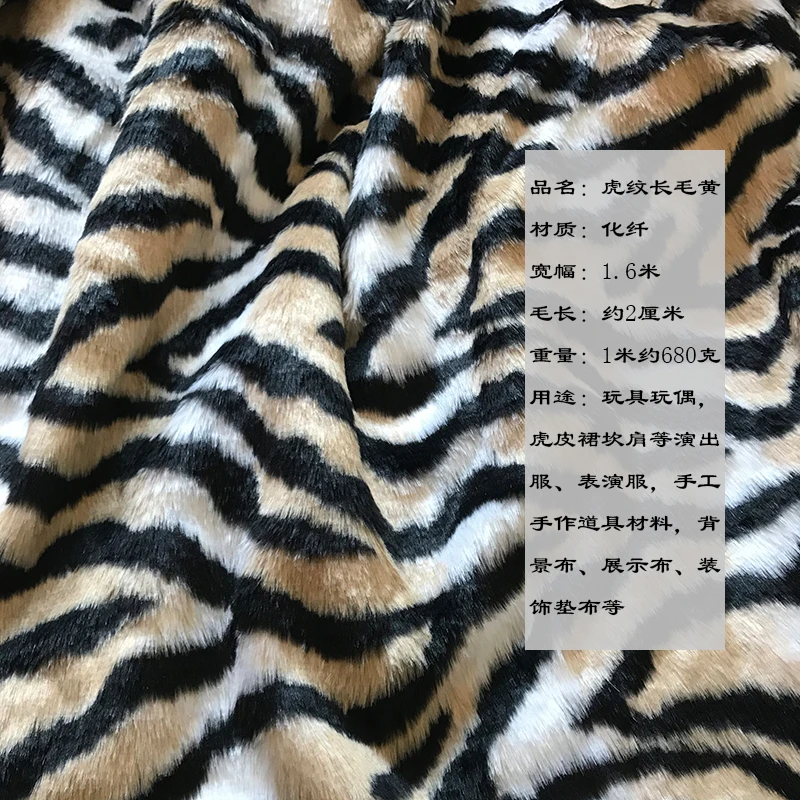 品名：虎纹长毛黄
材质：化纤
宽幅：1.6米
毛长：约2厘米
重量：1米约680克
用途：玩具玩偶，
虎皮裙坎肩等演出
服、表演服，手工
手作道具材料，背
景布、展示布、装
饰垫布等